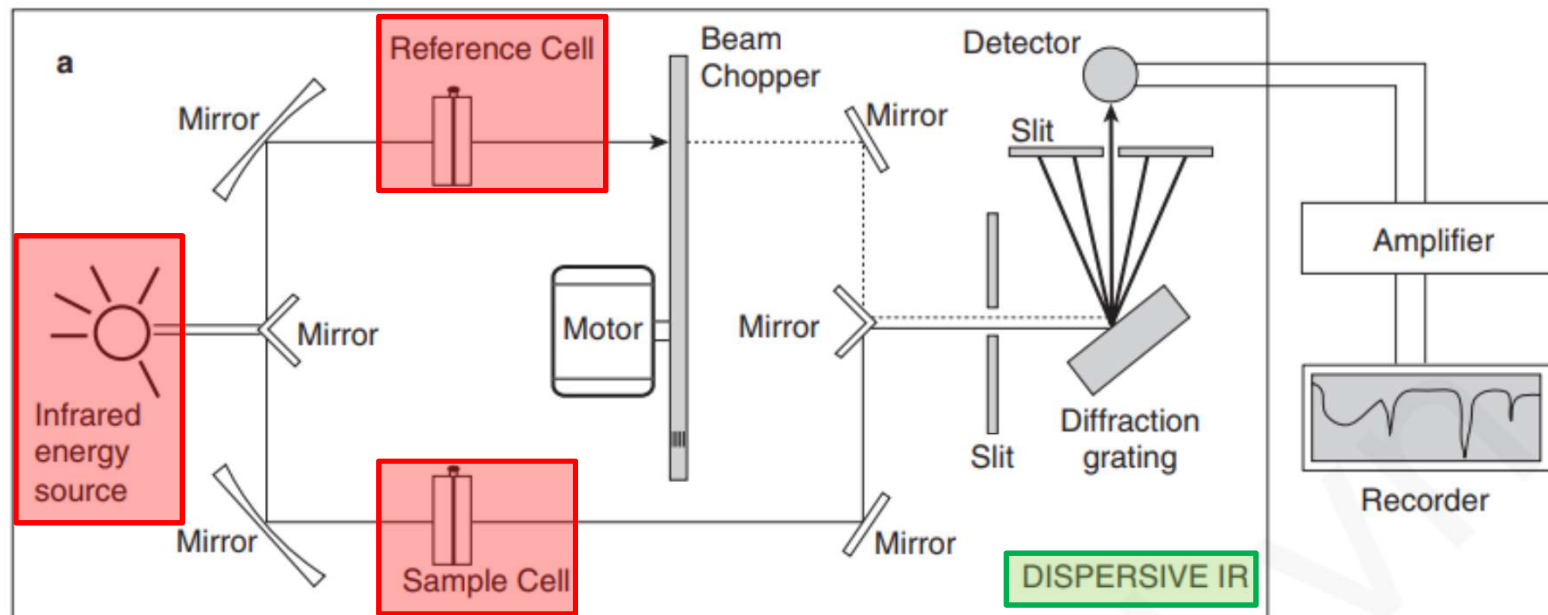 a
Reference Cell
Beam
Chopper
Detector
Mirror
Mirror
Slit
Amplifier
Mirror
Motor
Mirror
Infrared
energy
source
Slit
Diffraction
grating
Recorder
Mirror
Sample Cell
Mirror
DISPERSIVE IR